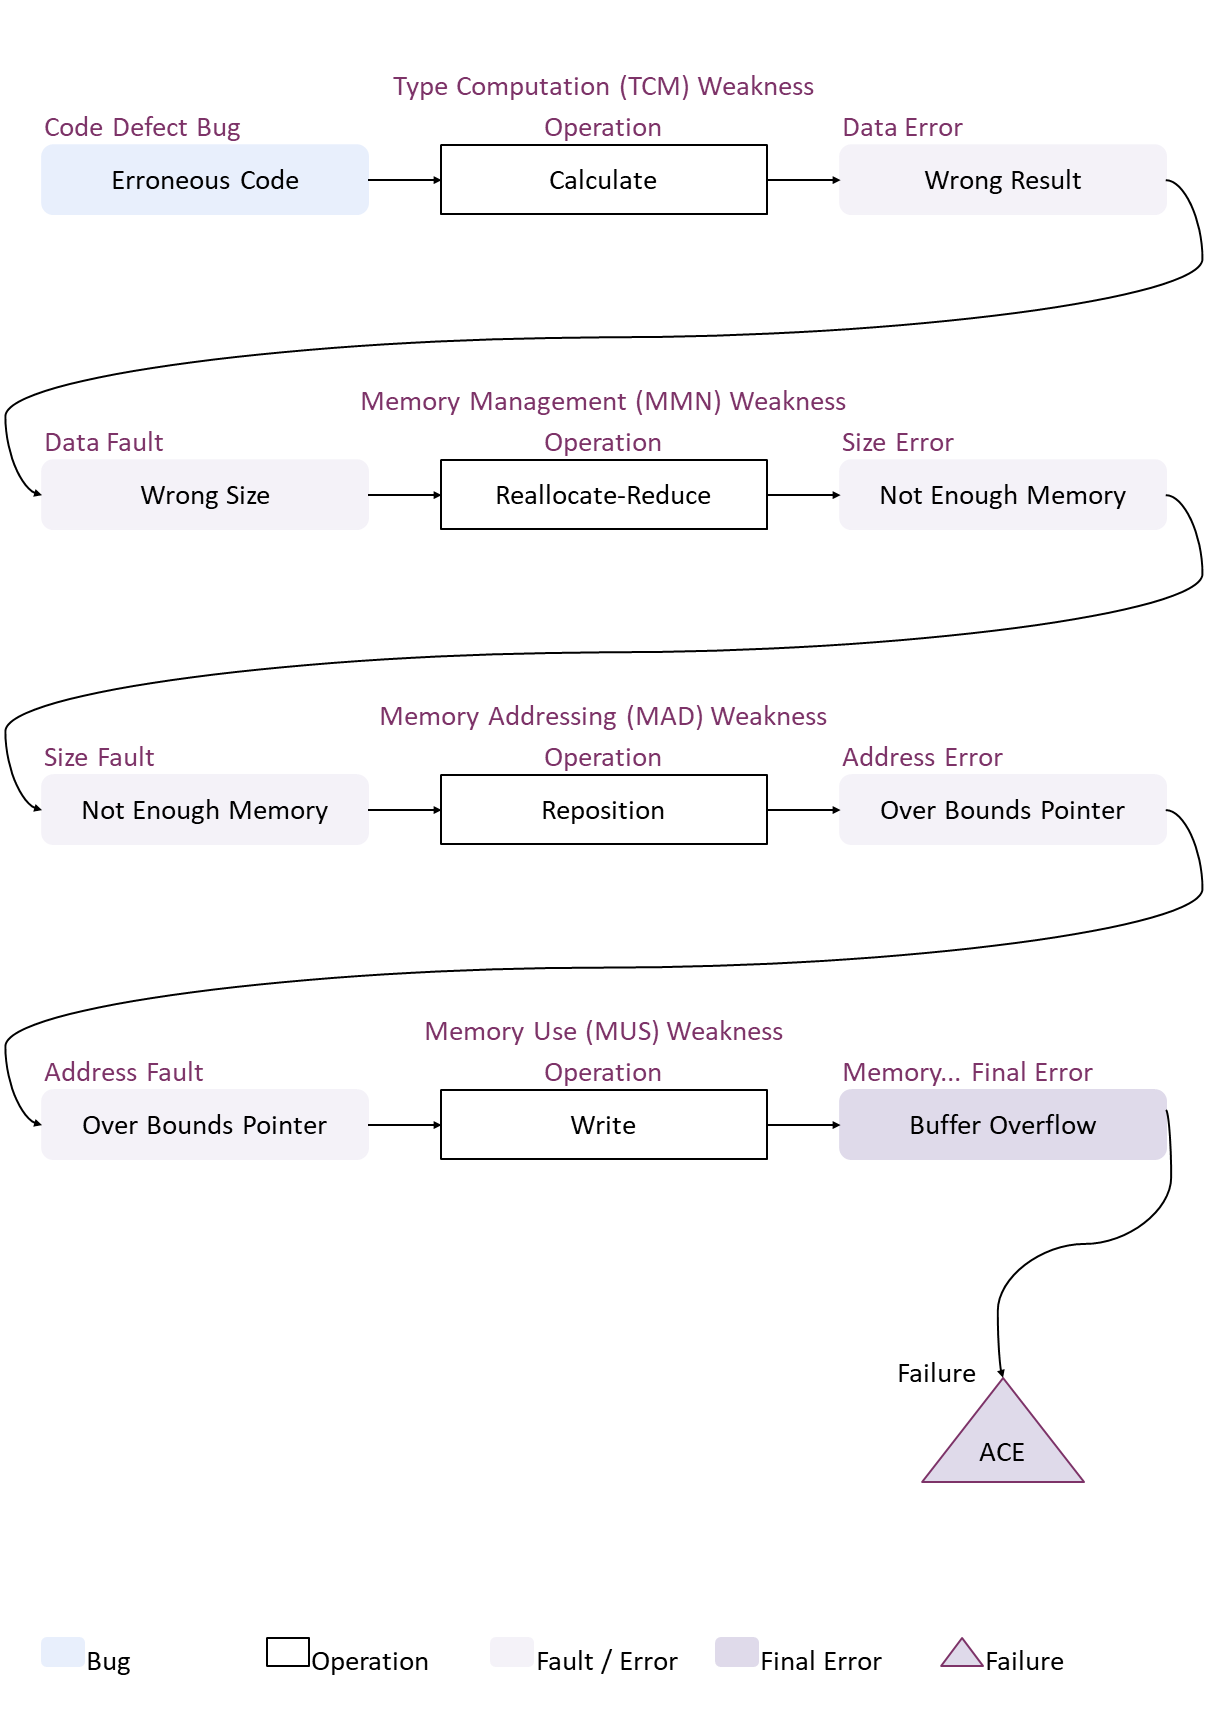 Type Computation (TCM) Weakness
Code Defect Bug Operation Data Error
Erroneous Code Calculate Wrong Result
Memory Management (MMN) Weakness
Data Fault Operation Size Error
Wrong Size Reallocate-Reduce Not Enough Memory
Memory Addressing (MAD) Weakness
Size Fault Operation Address Error
Not Enough Memory Reposition Over Bounds Pointer
Memory Use (MUS) Weakness
Address Fault Operation Memory... Final Error
Over Bounds Pointer Write Buffer Overflow
Failure
ACE
Bug Operation Fault / Error Final Error Failure